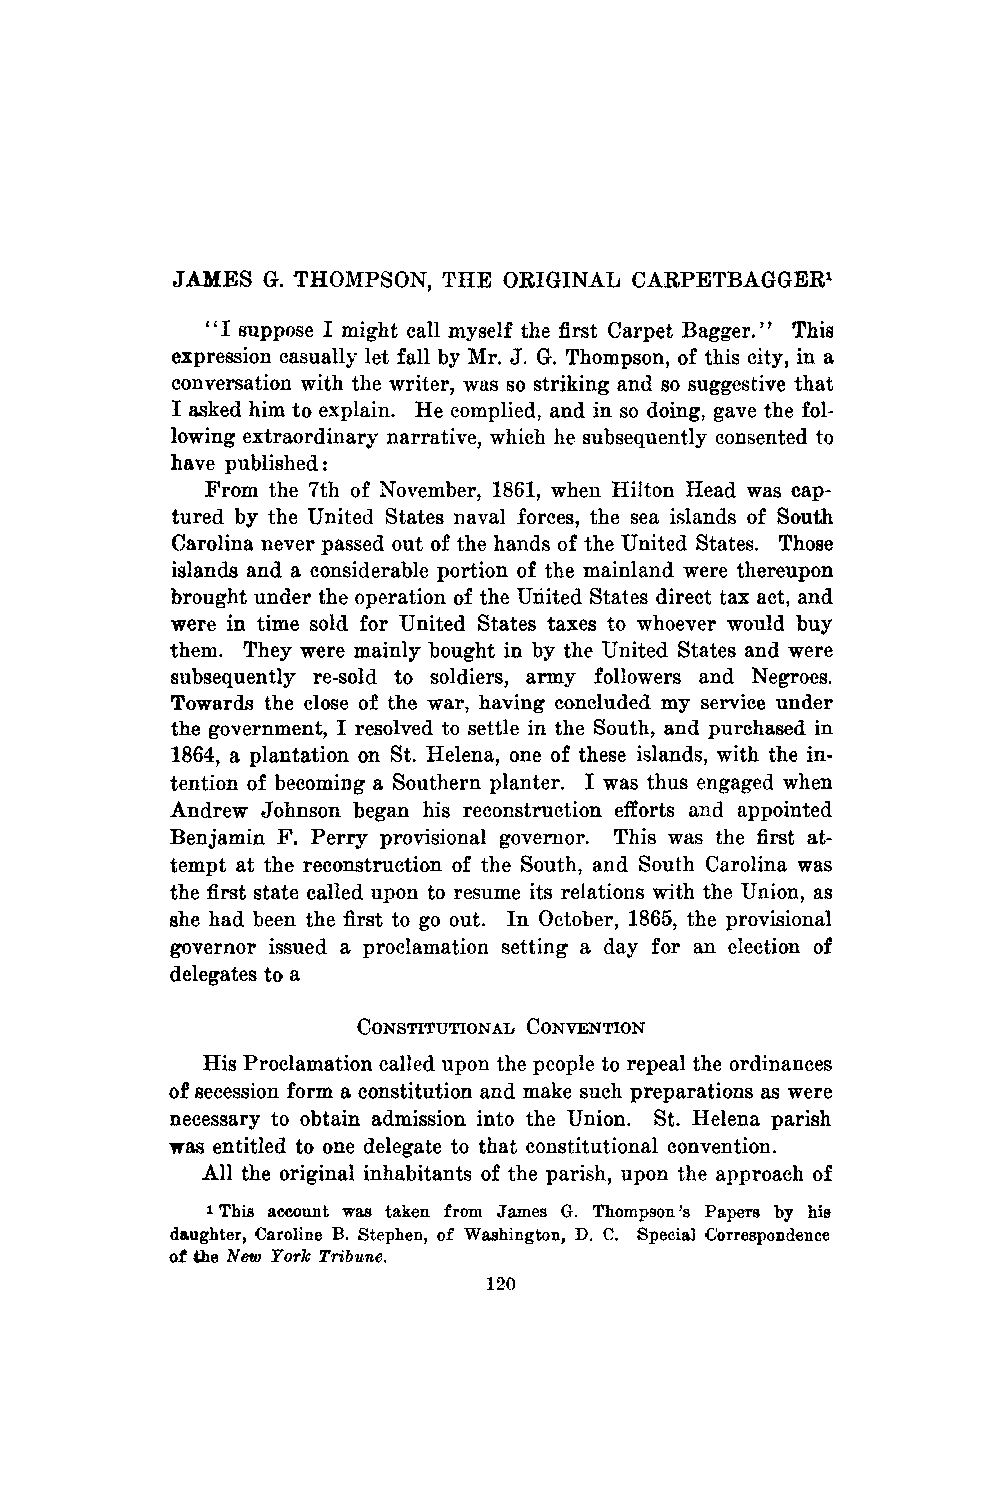 JAMES G. THOMPSON, THE ORIGINAL CARPETBAGGER¹
"I suppose I might call myself the first Carpet Bagger." This
expression casually let fall by Mr. J. G. Thompson, of this city, in a
conversation with the writer, was so striking and so suggestive that
I asked him to explain. He complied, and in so doing, gave the fol-
lowing extraordinary narrative, which he subsequently consented to
have published:
From the 7th of November, 1861, when Hilton Head was cap-
tured by the United States naval forces, the sea islands of South
Carolina never passed out of the hands of the United States. Those
islands and a considerable portion of the mainland were thereupon
brought under the operation of the United States direct tax act, and
were in time sold for United States taxes to whoever would buy
them. They were mainly bought in by the United States and were
subsequently re-sold to soldiers, army followers and Negroes.
Towards the close of the war, having concluded my service under
the government, I resolved to settle in the South, and purchased in
1864, a plantation on St. Helena, one of these islands, with the in-
tention of becoming a Southern planter. I was thus engaged when
Andrew Johnson began his reconstruction efforts and appointed
Benjamin F. Perry provisional governor. This was the first at-
tempt at the reconstruction of the South, and South Carolina was
the first state called upon to resume its relations with the Union, as
she had been the first to go out. In October, 1865, the provisional
governor issued a proclamation setting a day for an election of
delegates to a
CONSTITUTIONAL CONVENTION
His Proclamation called upon the people to repeal the ordinances
of secession form a constitution and make such preparations as were
necessary to obtain admission into the Union. St. Helena parish
was entitled to one delegate to that constitutional convention.
All the original inhabitants of the parish, upon the approach of
1 This account was taken from James G. Thompson's Papers by his
daughter, Caroline B. Stephen, of Washington, D. C. Special Correspondence
of the New York Tribune.
120